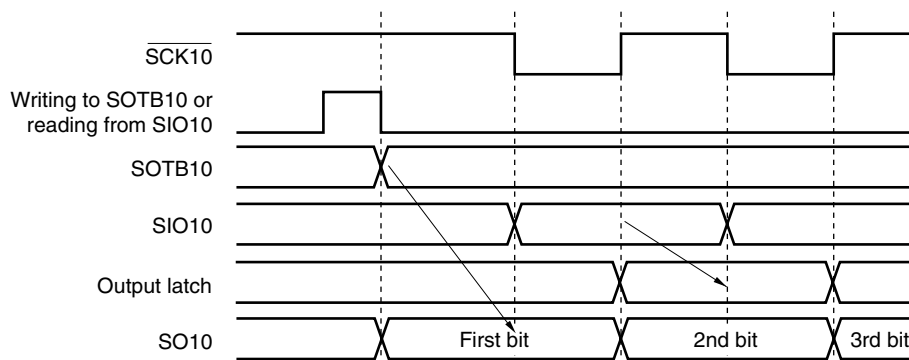 SCK10
Writing to SOTB10 or
reading from SIO10
SOTB10
SIO10
Output latch
SO10 First bit 2nd bit 3rd bit